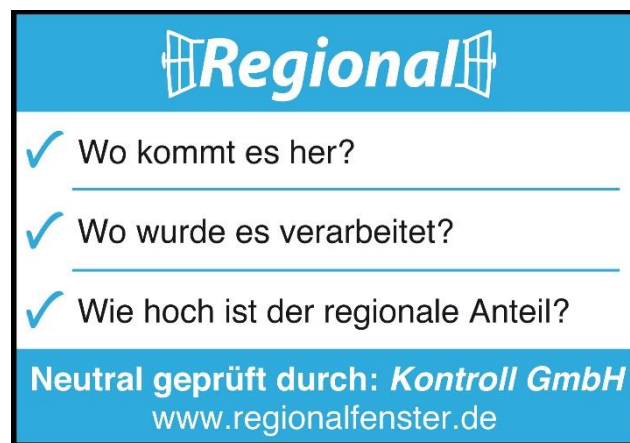 Regional
Wo kommt es her?
Wo wurde es verarbeitet?
Wie hoch ist der regionale Anteil?
Neutral geprüft durch: Kontroll GmbH
www.regionalfenster.de